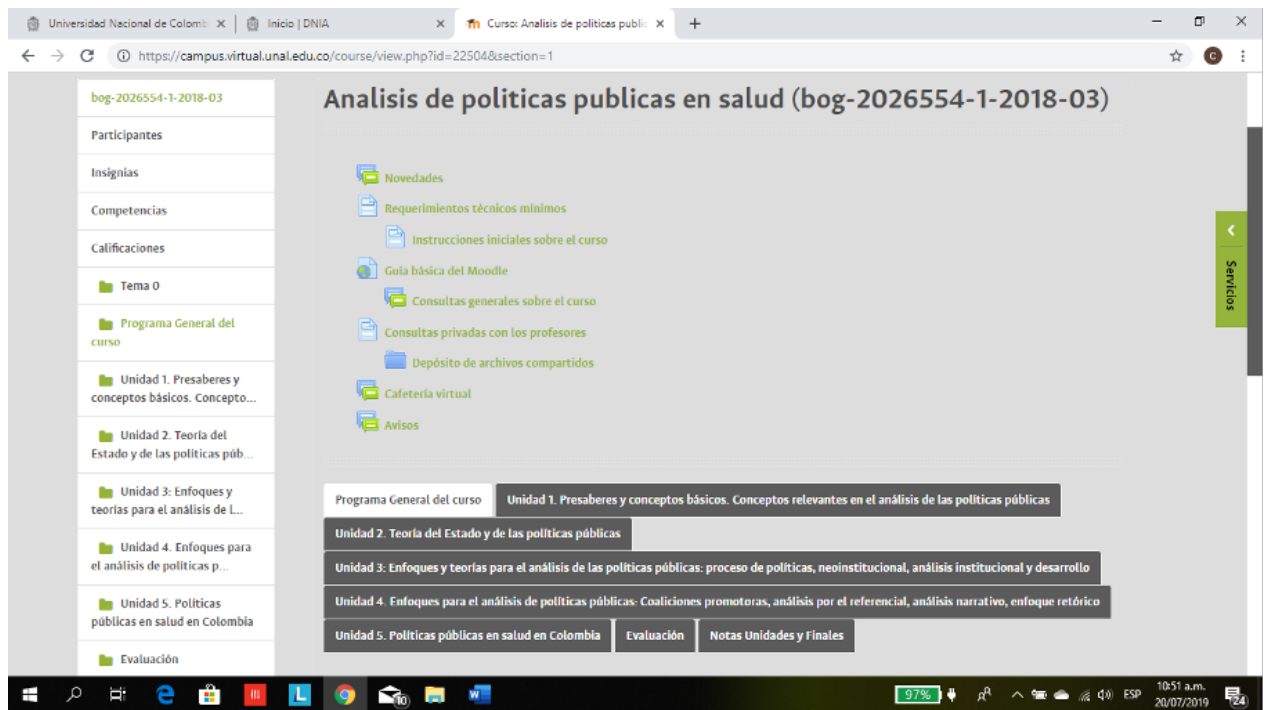 Universidad Nacional de Colomb
Inicio | DNIA
Curso: Analisis de politicas public
https://campus.virtual.unal.edu.co/course/view.php?id=22504&section=1
C
bog-2026554-1-2018-03
Participantes
Insignias
Competencias
Calificaciones
Tema 0
Programa General del
curso
Unidad 1. Presaberes y
conceptos básicos. Concepto...
Unidad 2. Teoría del
Estado y de las políticas púb...
Unidad 3: Enfoques y
teorías para el análisis de l...
Unidad 4. Enfoques para
el análisis de políticas p...
Unidad 5. Políticas
públicas en salud en Colombia
Evaluación
Analisis de politicas publicas en salud (bog-2026554-1-2018-03)
Novedades
Requerimientos técnicos mínimos
Instrucciones iniciales sobre el curso
Guía básica del Moodle
Consultas generales sobre el curso
Consultas privadas con los profesores
Depósito de archivos compartidos
Cafetería virtual
Avisos
Programa General del curso
Unidad 1. Presaberes y conceptos básicos. Conceptos relevantes en el análisis de las políticas públicas
Unidad 2. Teoría del Estado y de las políticas públicas
Unidad 3: Enfoques y teorías para el análisis de las políticas públicas: proceso de políticas, neoinstitucional, análisis institucional y desarrollo
Unidad 4. Enfoques para el análisis de políticas públicas: Coaliciones promotoras, análisis por el referencial, análisis narrativo, enfoque retórico
Unidad 5. Políticas públicas en salud en Colombia
Evaluación
Notas Unidades y Finales
Servicios
L
10
97%
ESP
10:51 a.m.
20/07/2019
24